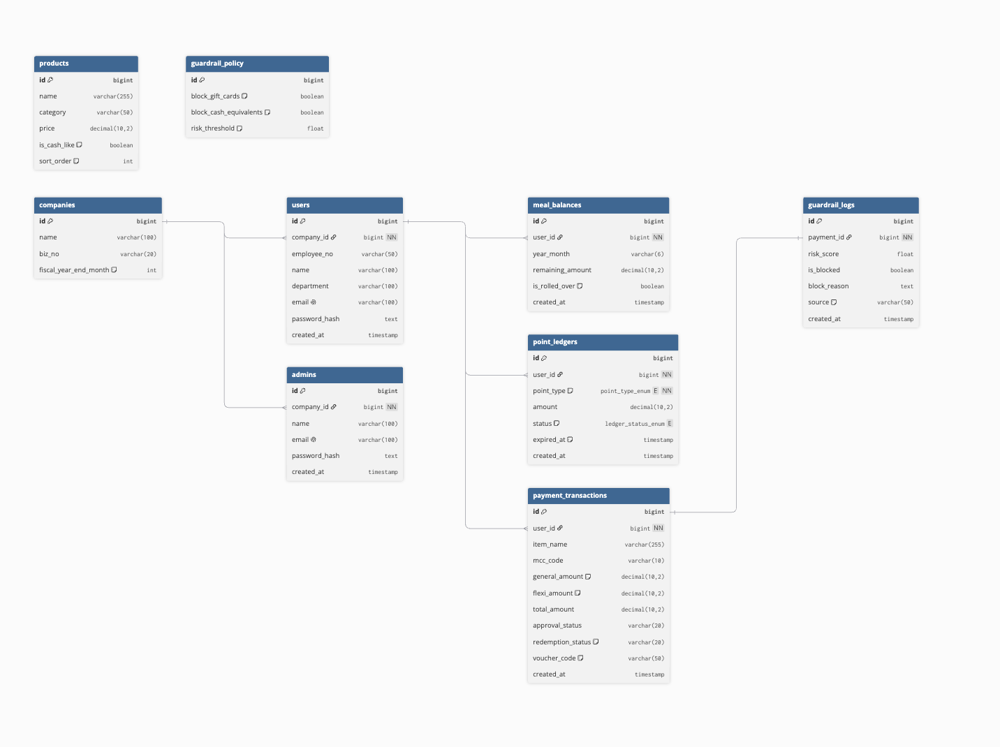 products
id bigint
name varchar(255)
category varchar(50)
price decimal(10,2)
is_cash_like boolean
sort_order int
guardrail_policy
id bigint
block_gift_cards boolean
block_cash_equivalents boolean
risk_threshold float
companies
id bigint
name varchar(100)
biz_no varchar(20)
fiscal_year_end_month int
users
id bigint
company_id bigint NN
employee_no varchar(50)
name varchar(100)
department varchar(100)
email varchar(100)
password_hash text
created_at timestamp
admins
id bigint
company_id bigint NN
name varchar(100)
email varchar(100)
password_hash text
created_at timestamp
meal_balances
id bigint
user_id bigint NN
year_month varchar(6)
remaining_amount decimal(10,2)
is_rolled_over boolean
created_at timestamp
point_ledgers
id bigint
user_id bigint NN
point_type point_type_enum E NN
amount decimal(10,2)
status ledger_status_enum E
expired_at timestamp
created_at timestamp
payment_transactions
id bigint
user_id bigint NN
item_name varchar(255)
mcc_code varchar(10)
general_amount decimal(10,2)
flexi_amount decimal(10,2)
total_amount decimal(10,2)
approval_status varchar(20)
redemption_status varchar(20)
voucher_code varchar(50)
created_at timestamp
guardrail_logs
id bigint
payment_id bigint NN
risk_score float
is_blocked boolean
block_reason text
source varchar(50)
created_at timestamp